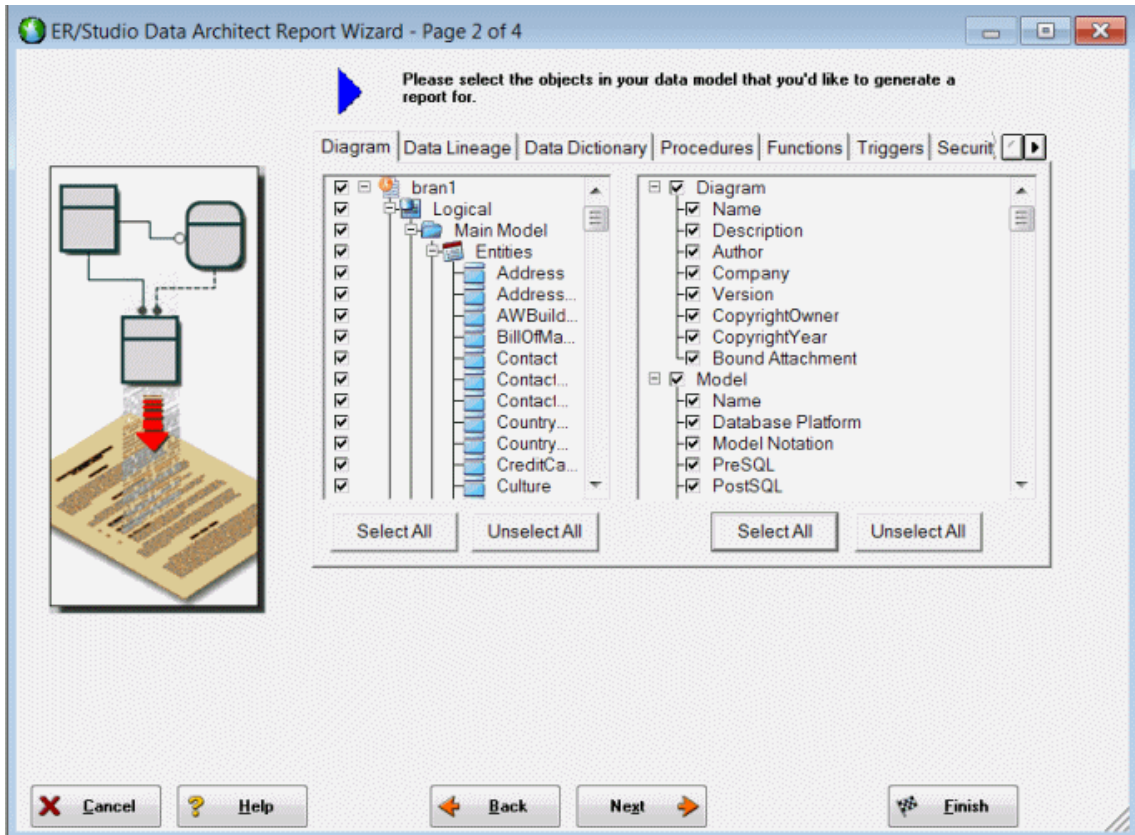 ER/Studio Data Architect Report Wizard - Page 2 of 4
Please select the objects in your data model that you'd like to generate a
report for.
Diagram Data Lineage Data Dictionary Procedures Functions Triggers Securit
bran1
Logical
Main Model
Entities
Address
Address...
AWBuild...
BillOfMa...
Contact
Contact...
Contact...
Country...
Country...
CreditCa...
Culture
Select All
Unselect All
Diagram
Name
Description
Author
Company
Version
CopyrightOwner
CopyrightYear
Bound Attachment
Model
Name
Database Platform
Model Notation
PreSQL
PostSQL
Select All
Unselect All
Cancel
Help
Back
Next
Finish